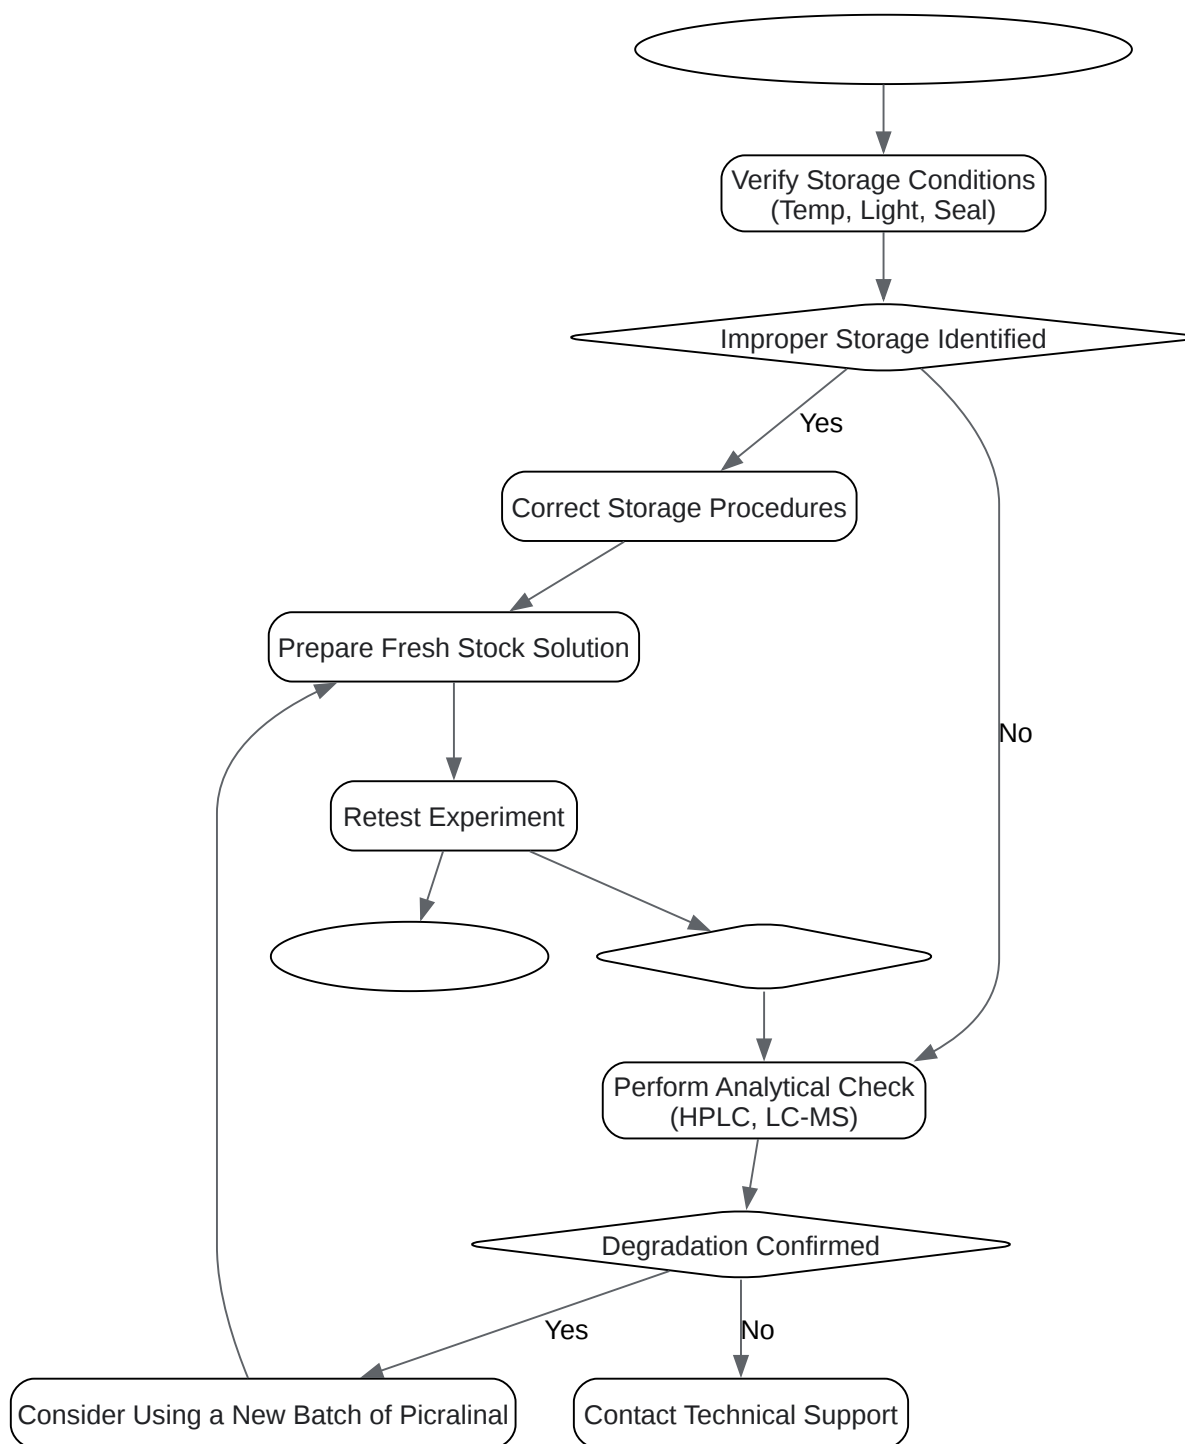 Verify Storage Conditions
(Temp, Light, Seal)
Improper Storage Identified
Yes
Correct Storage Procedures
Prepare Fresh Stock Solution
No
Retest Experiment
Perform Analytical Check
(HPLC, LC-MS)
Degradation Confirmed
Yes
No
Consider Using a New Batch of Picralinal
Contact Technical Support